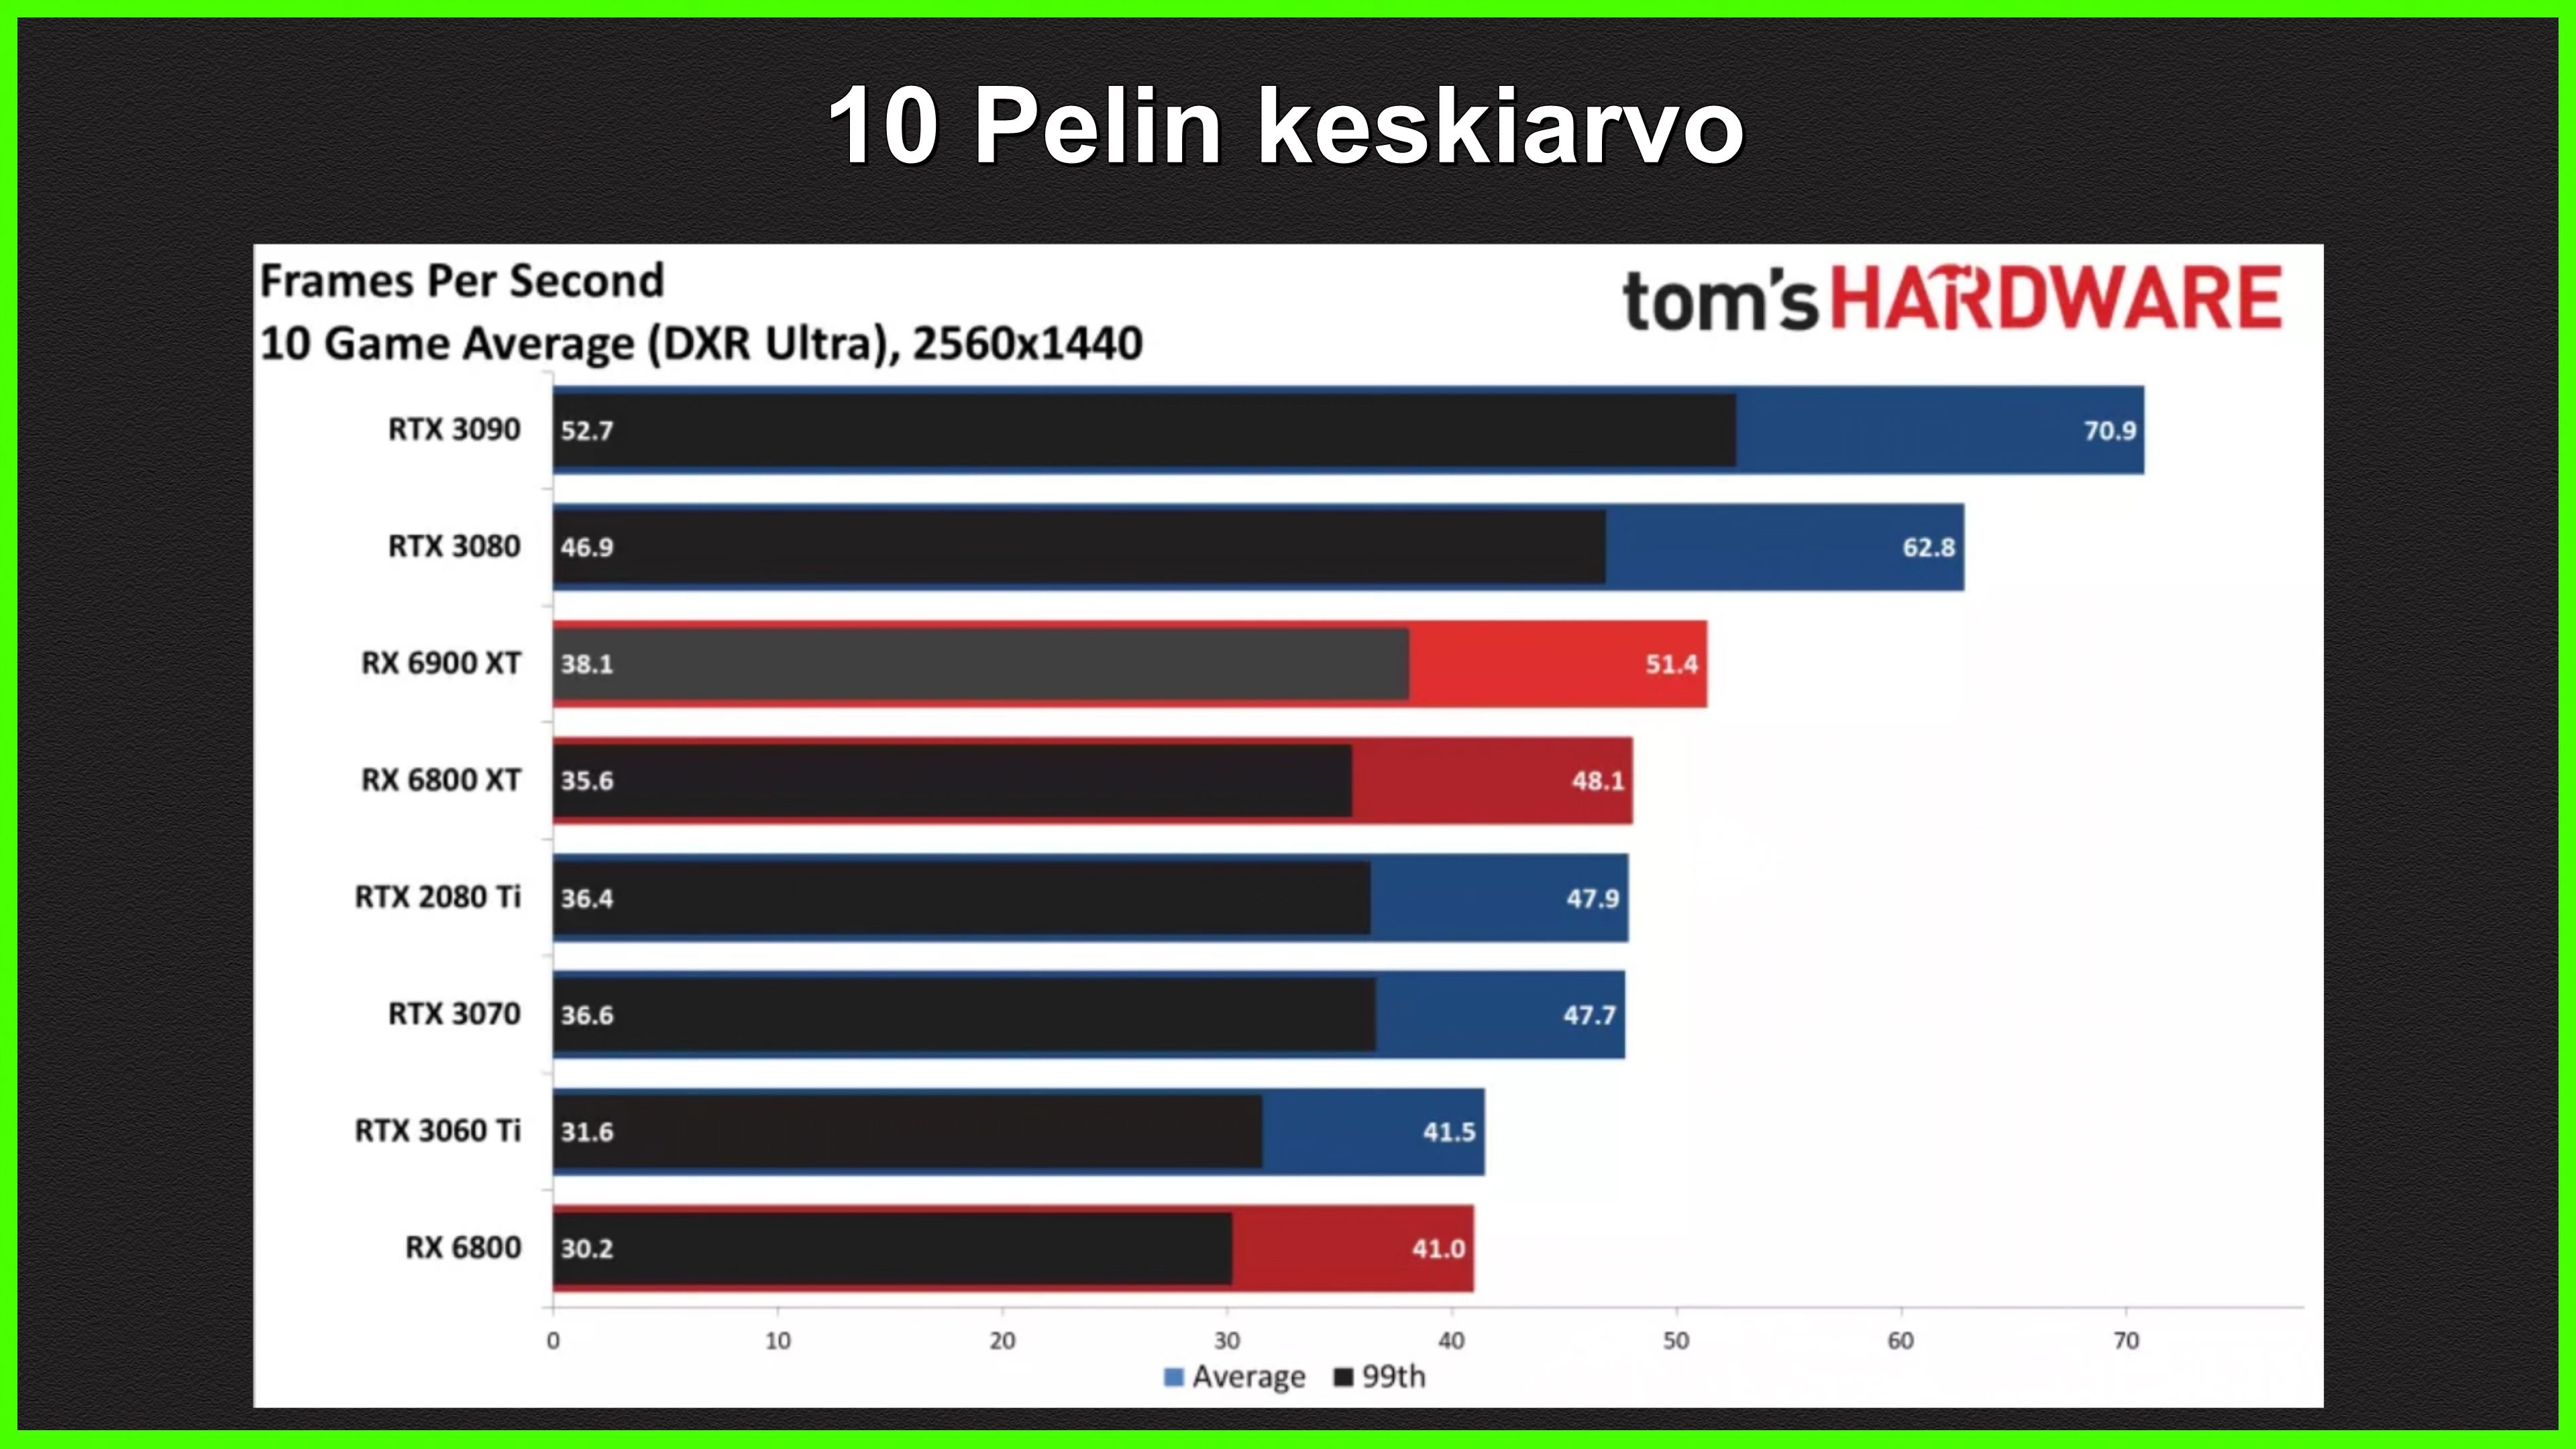 10 Pelin keskiarvo
Frames Per Second
tom's HARDWARE
10 Game Average (DXR Ultra), 2560x1440
RTX 3090 52.7 70.9
RTX 3080 46.9 62.8
RX 6900 XT 38.1 51.4
RX 6800 XT 35.6 48.1
RTX 2080 Ti 36.4 47.9
RTX 3070 36.6 47.7
RTX 3060 Ti 31.6 41.5
RX 6800 30.2 41.0
0 10 20 30 40 50 60 70
Average 99th